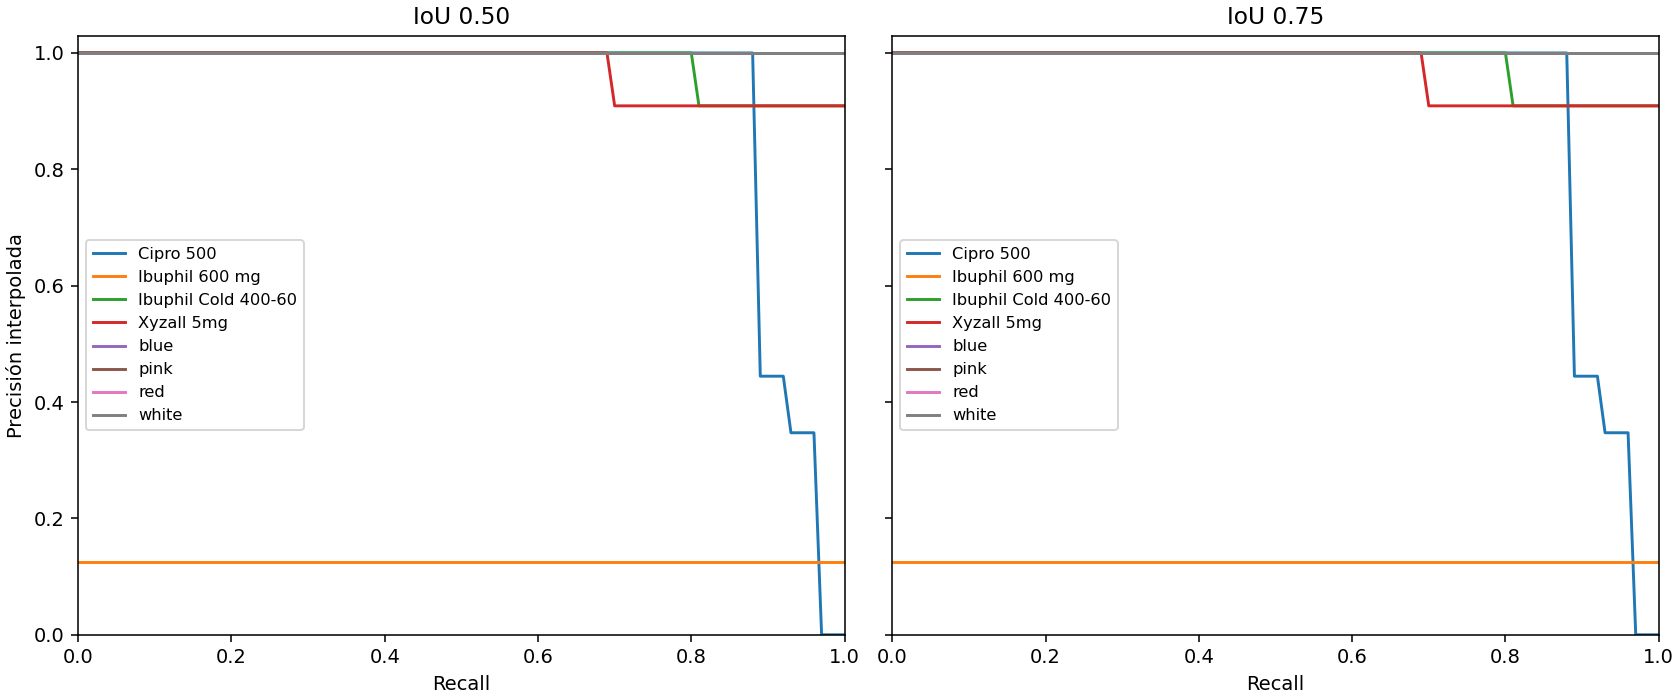 IoU 0.50
1.0
0.8
0.6
0.4
0.2
0.0
Precisión interpolada
Cipro 500
Ibuphil 600 mg
Ibuphil Cold 400-60
Xyzall 5mg
blue
pink
red
white
0.0
0.2
0.4
0.6
0.8
1.0
Recall
IoU 0.75
Cipro 500
Ibuphil 600 mg
Ibuphil Cold 400-60
Xyzall 5mg
blue
pink
red
white
0.0
0.2
0.4
0.6
0.8
1.0
Recall